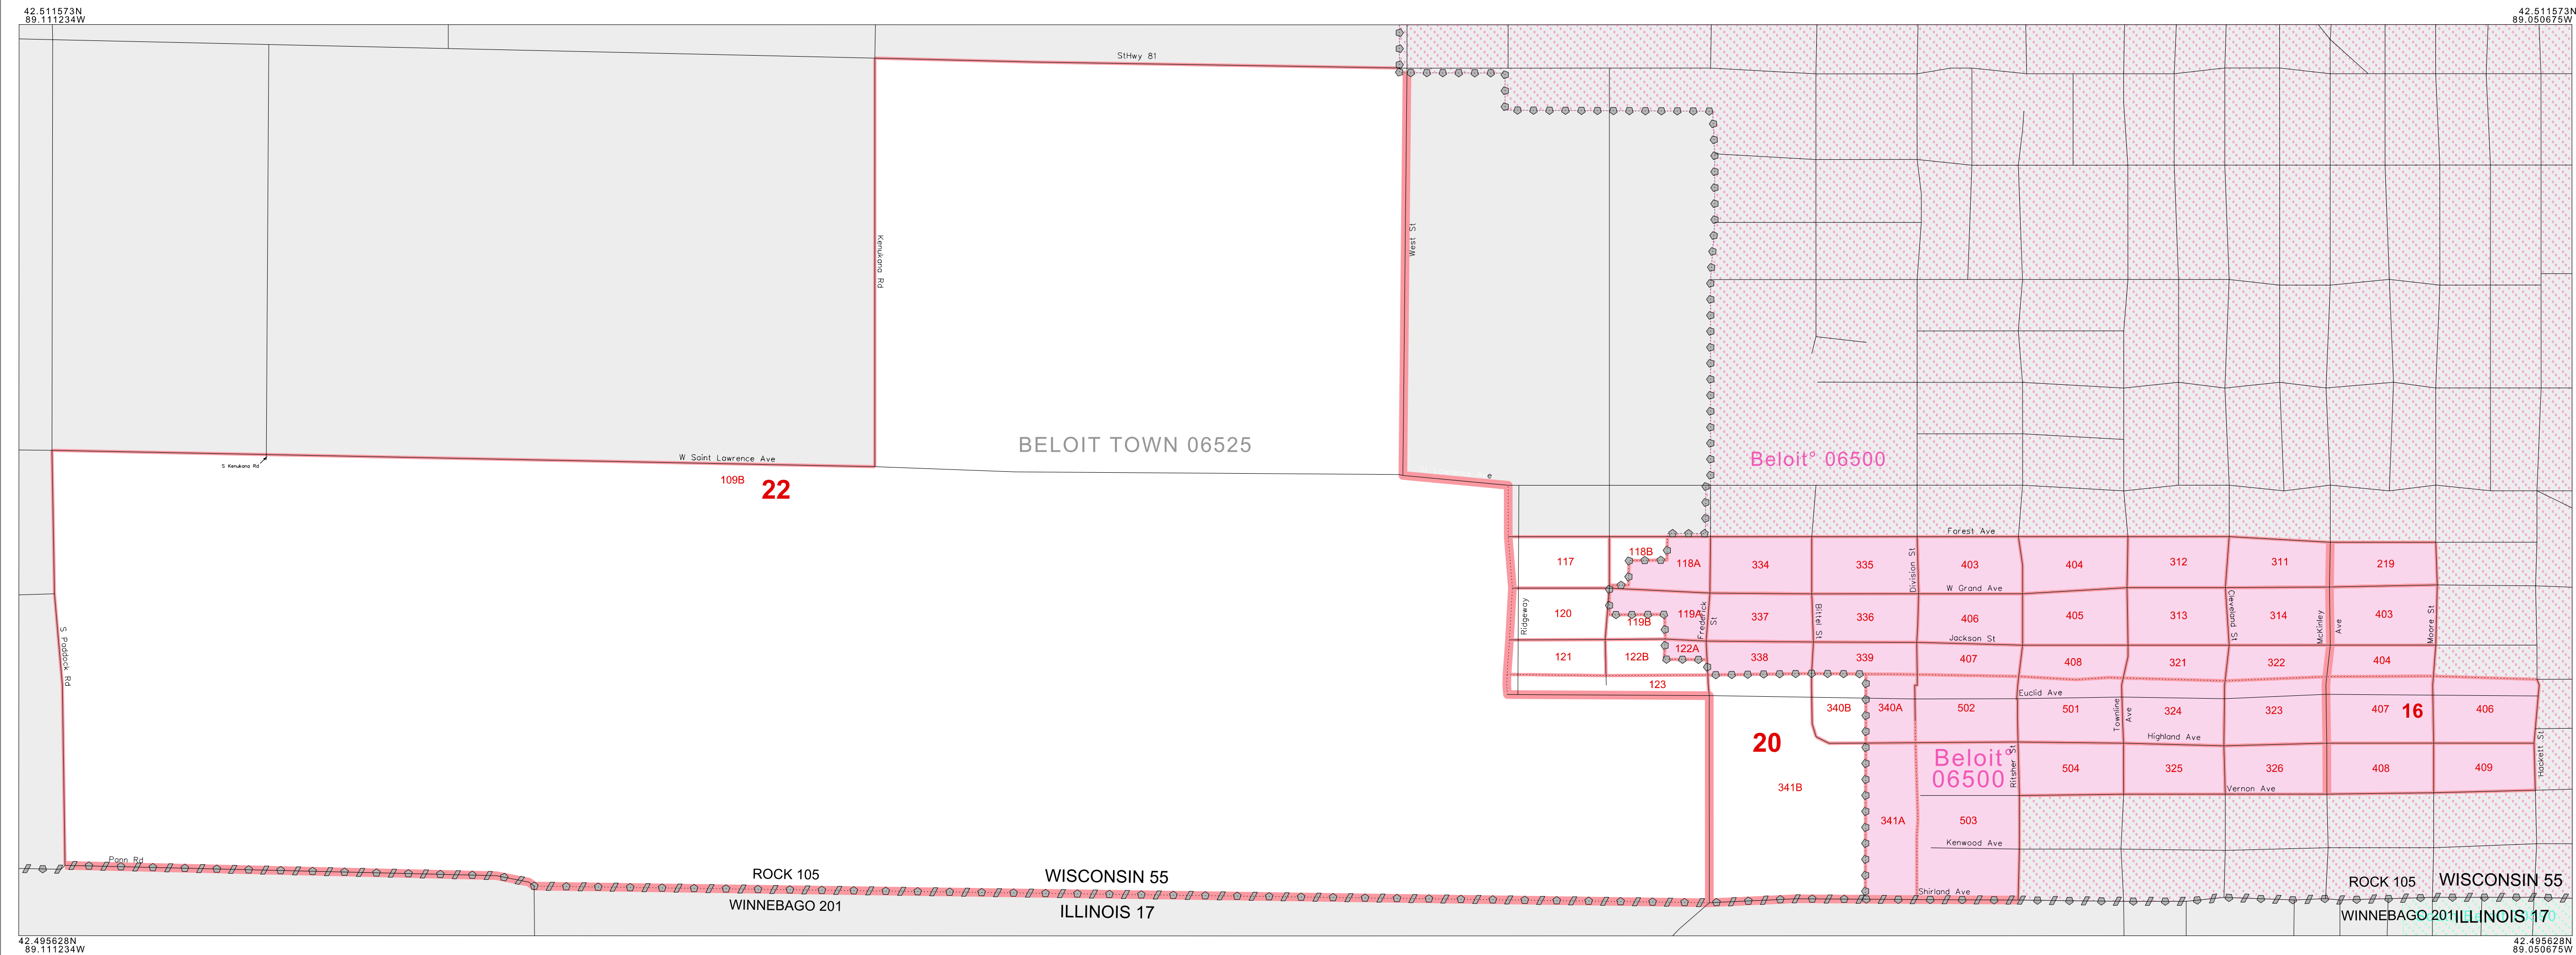 42.511573N
89.111234W
42.511573N
89.050675W
StHwy 81
Kenukana Rd
West St
BELOIT TOWN 06525
Beloit° 06500
S Kenukana Rd
W Saint Lawrence Ave
e
109B
22
Forest Ave
117
118B
118A
334
335
Division St
403
404
312
311
219
W Grand Ave
Ridgeway
120
119B
119A
Frederick
St
337
Bittel St
336
406
405
313
Cleveland St
314
McKinley
Ave
403
Moore St
Jackson St
S Paddock Rd
121
122B
122A
338
339
407
408
321
322
404
123
Euclid Ave
340B
340A
502
501
Townline
Ave
324
323
407
16
406
20
Highland Ave
Beloit°
06500
Ritsher St
504
325
326
408
409
Hackett St
341B
Vernon Ave
341A
503
Kenwood Ave
Shirland Ave
ROCK 105
WISCONSIN 55
WINNEBAGO 201
ILLINOIS 17
ROCK 105
WISCONSIN 55
WINNEBAGO 201
ILLINOIS 17
42.495628N
89.111234W
42.495628N
89.050675W